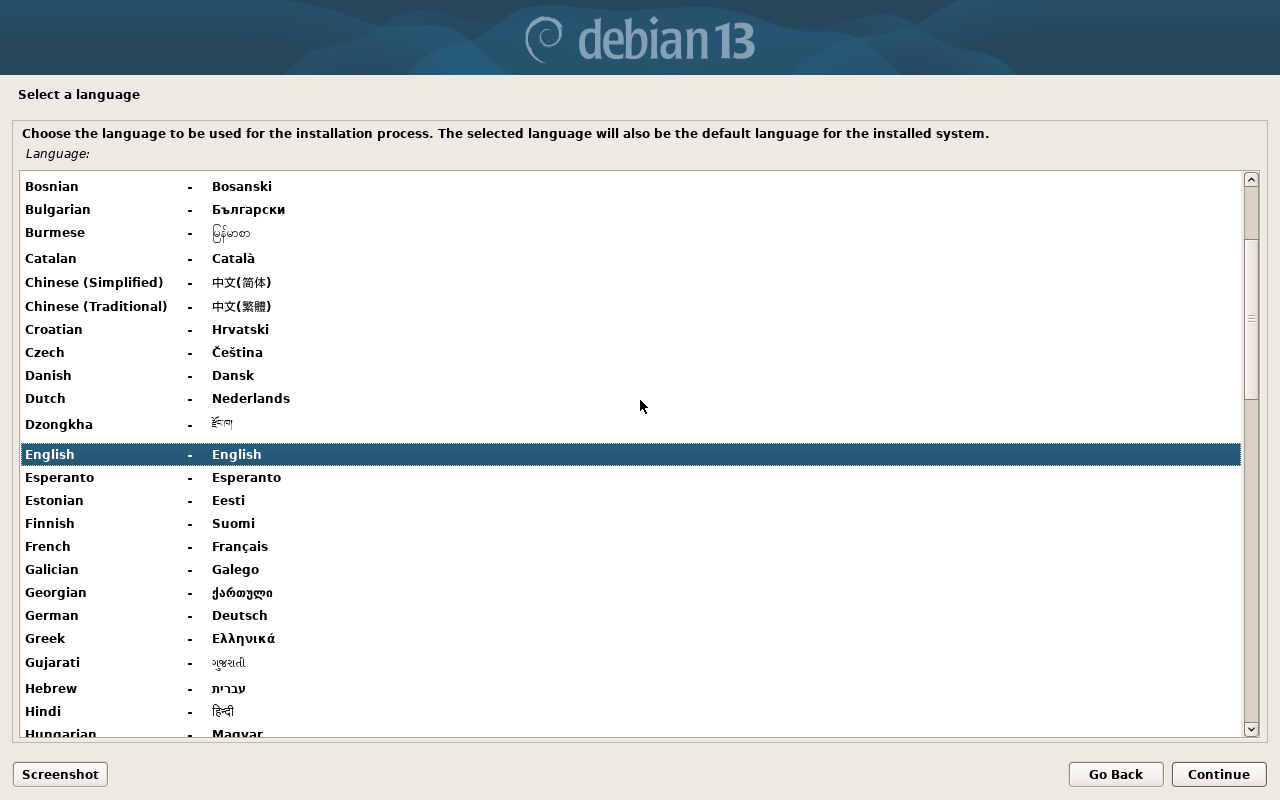 debian 13
Select a language
Choose the language to be used for the installation process. The selected language will also be the default language for the installed system.
Language:
Bosnian - Bosanski
Bulgarian - Български
Burmese - မြန်မာစာ
Catalan - Català
Chinese (Simplified) - 中文(简体)
Chinese (Traditional) - 中文(繁體)
Croatian - Hrvatski
Czech - Čeština
Danish - Dansk
Dutch - Nederlands
Dzongkha - རྫོང་ཁ།
English - English
Esperanto - Esperanto
Estonian - Eesti
Finnish - Suomi
French - Français
Galician - Galego
Georgian - ქართული
German - Deutsch
Greek - Ελληνικά
Gujarati - ગુજરાતી
Hebrew - עברית
Hindi - हिन्दी
Hungarian - Magyar
Screenshot Go Back Continue